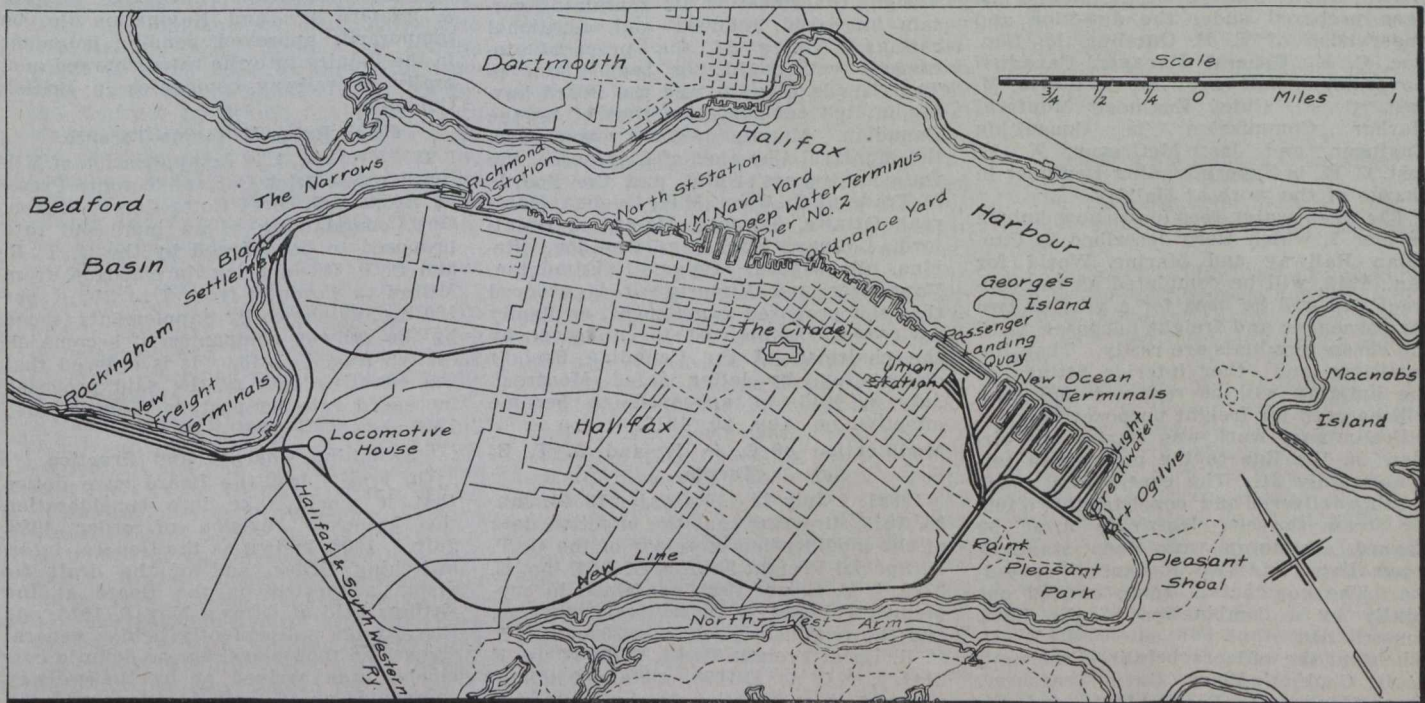 Dartmouth
Scale
1 3/4 1/2 1/4 0 Miles 1
Halifax
Harbour
Richmond
Station
North St. Station
H.M. Naval Yard
Deep Water Terminus
Pier No. 2
Ordnance Yard
The Narrows
Bedford
Basin
Black
Settlement
George's
Island
The Citadel
Passenger
Landing
Quay
Union
Station
New Ocean
Terminals
Macnab's
Island
Rockingham
New
Freight
Terminals
Locomotive
House
Halifax
Light
Breakwater
Ft Ogilvie
Halifax & South Western
Ry.
New Line
Point
Pleasant
Park
Pleasant
Shoal
North West Arm